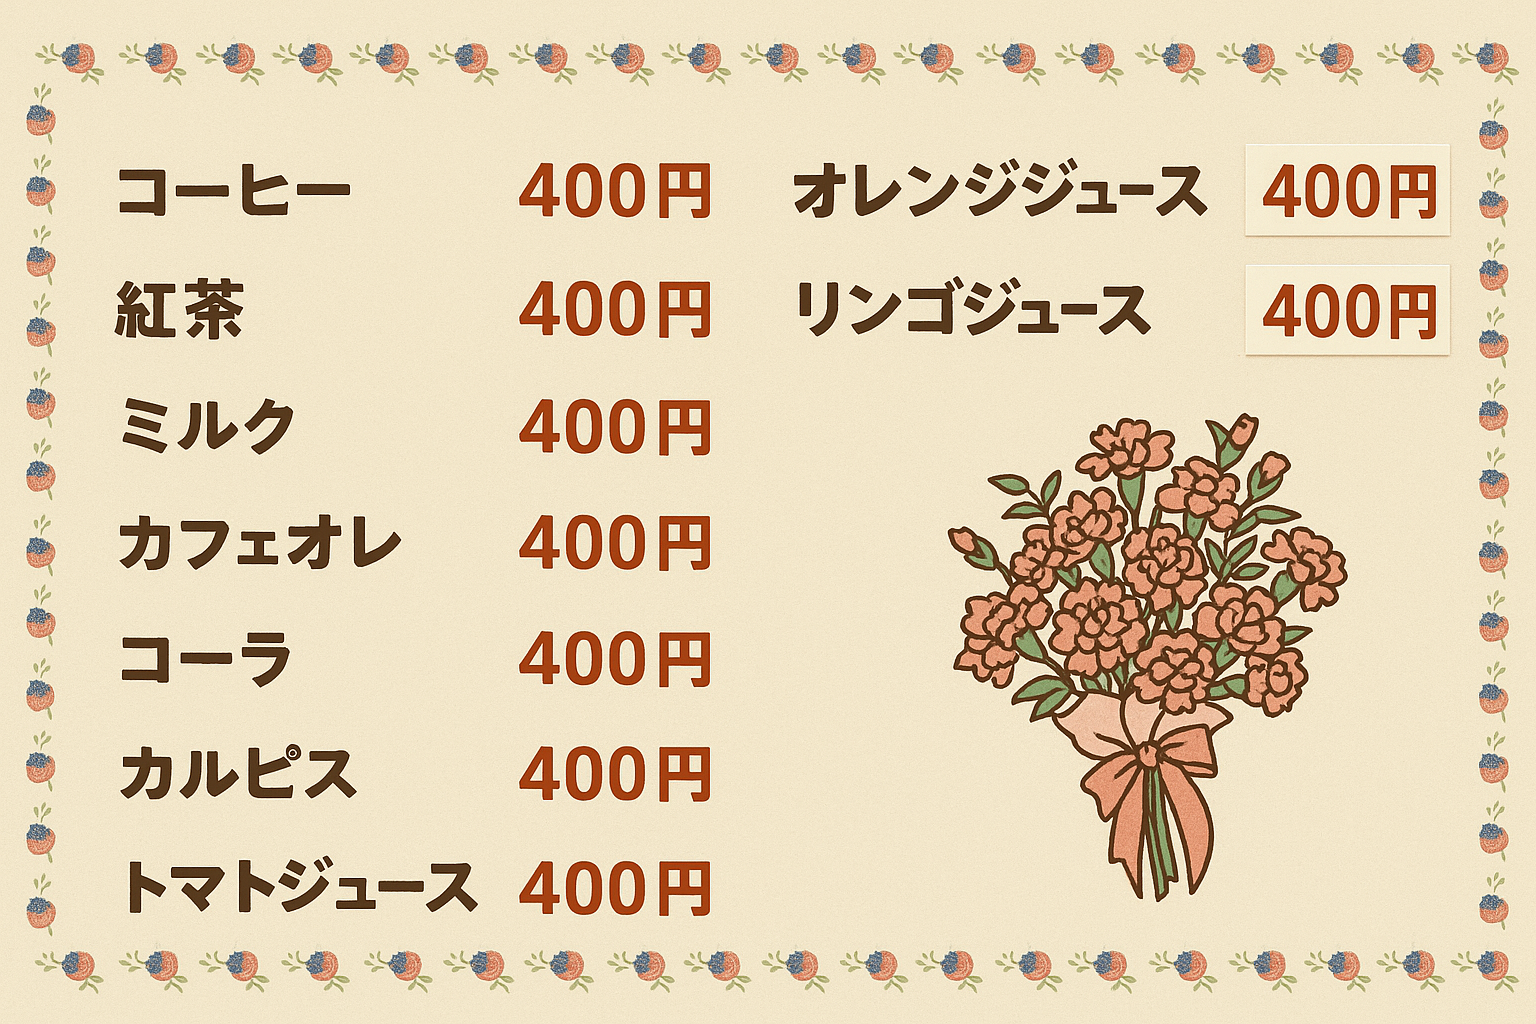 コーヒー 400円
紅茶 400円
ミルク 400円
カフェオレ 400円
コーラ 400円
カルピス 400円
トマトジュース 400円
オレンジジュース 400円
リンゴジュース 400円